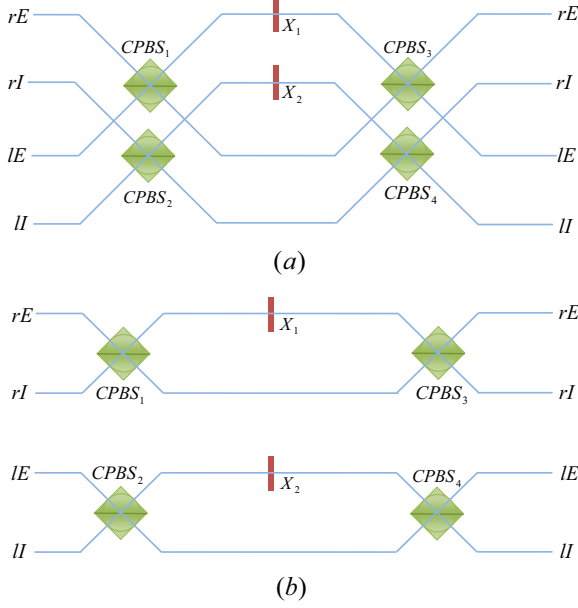 rE rE
CPBS₁ X₁ CPBS₃
rI rI
X₂
lE lE
CPBS₂ CPBS₄
lI lI
(a)
rE rE
X₁
rI CPBS₁ CPBS₃ rI
lE CPBS₂ CPBS₄ lE
X₂
lI lI
(b)